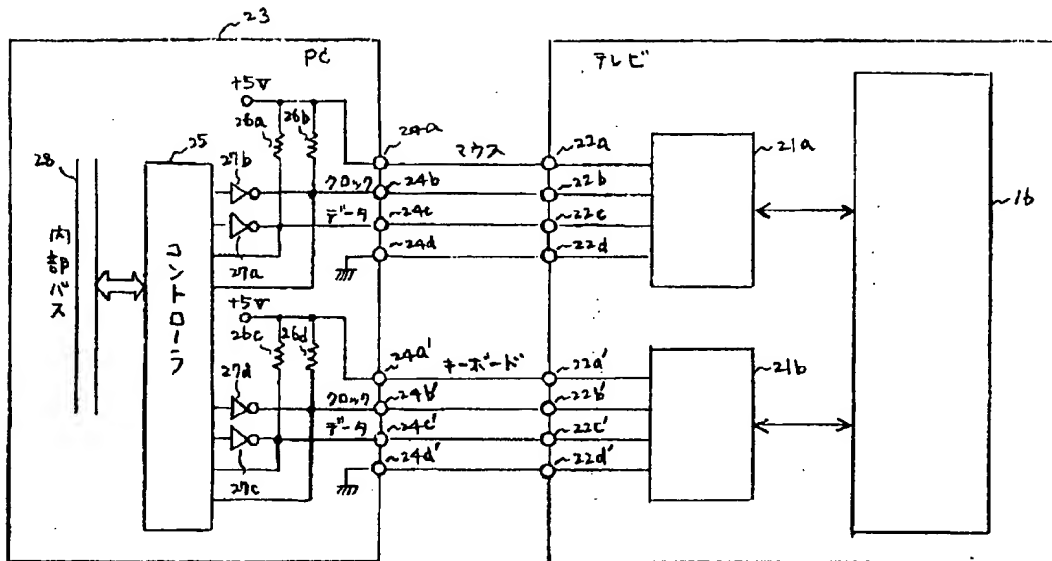 23
PC
テレビ
+5V
26a
26b
24a
マウス
22a
21a
25
28
27b
クロック
24b
22b
16
データ
24c
22c
27a
24d
22d
内部バス
コントローラ
+5V
26c
26d
24a'
キーボード
22a'
21b
27d
クロック
24b'
22b'
データ
24c'
22c'
27c
24d'
22d'